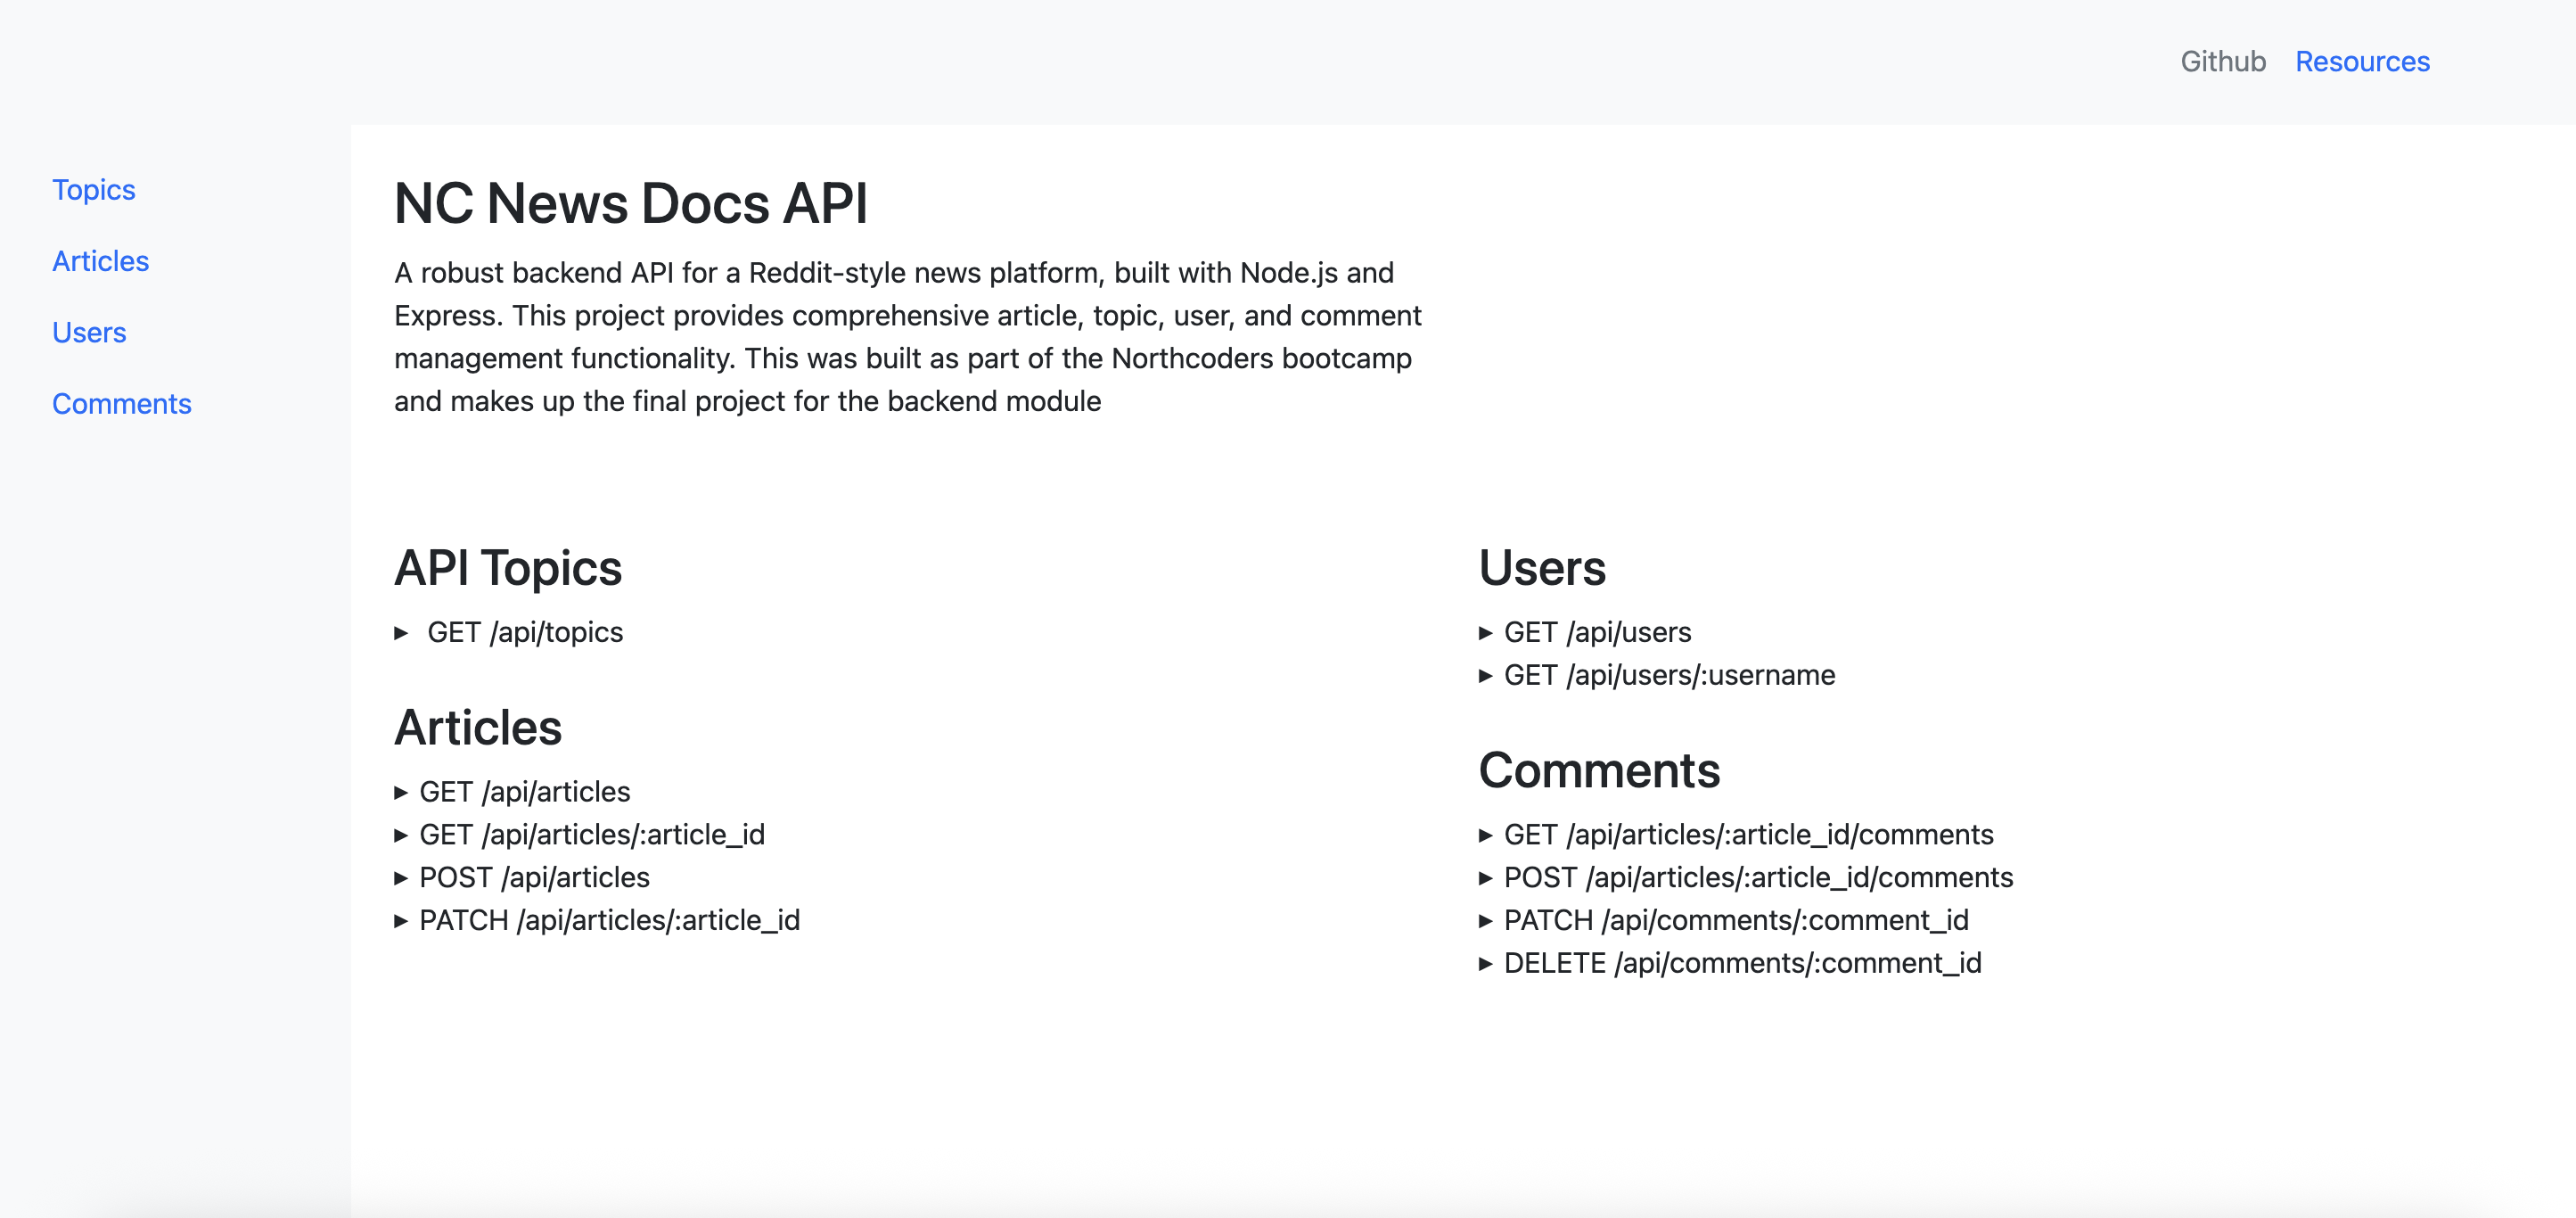 Github Resources
Topics
Articles
Users
Comments
NC News Docs API
A robust backend API for a Reddit-style news platform, built with Node.js and
Express. This project provides comprehensive article, topic, user, and comment
management functionality. This was built as part of the Northcoders bootcamp
and makes up the final project for the backend module
API Topics
GET /api/topics
Articles
GET /api/articles
GET /api/articles/:article_id
POST /api/articles
PATCH /api/articles/:article_id
Users
GET /api/users
GET /api/users/:username
Comments
GET /api/articles/:article_id/comments
POST /api/articles/:article_id/comments
PATCH /api/comments/:comment_id
DELETE /api/comments/:comment_id